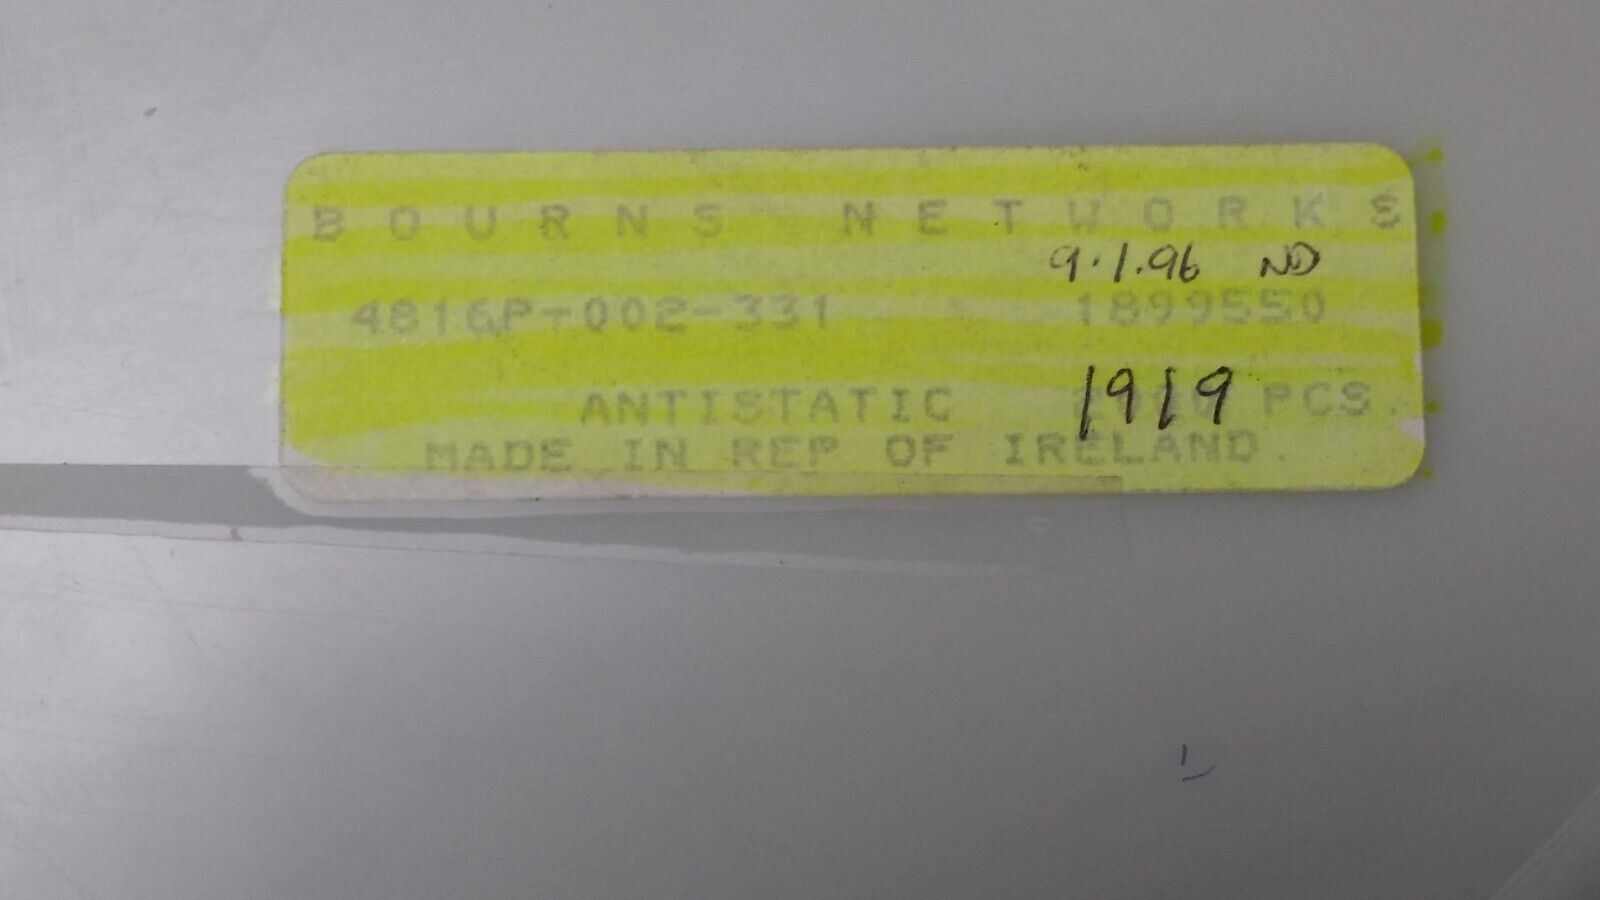 BOURNS NETWORKS
9.1.96 ND
4816P-002-331 1899550
ANTISTATIC 1919 PCS.
MADE IN REP OF IRELAND.